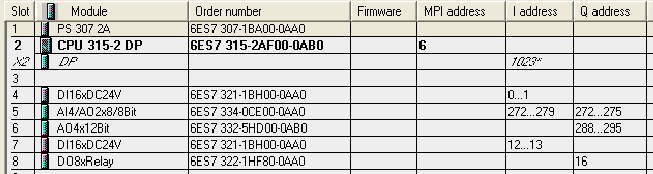 Slot Module Order number Firmware MPI address I address Q address
1 PS 307 2A 6ES7 307-1BA00-0AA0
2 CPU 315-2 DP 6ES7 315-2AF00-0AB0 6
X2 DP 1023*
3
4 DI16xDC24V 6ES7 321-1BH00-0AA0 0...1
5 AI4/AO2x8/8Bit 6ES7 334-0CE00-0AA0 272...279 272...275
6 AO4x12Bit 6ES7 332-5HD00-0AB0 288...295
7 DI16xDC24V 6ES7 321-1BH00-0AA0 12...13
8 DO8xRelay 6ES7 322-1HF80-0AA0 16